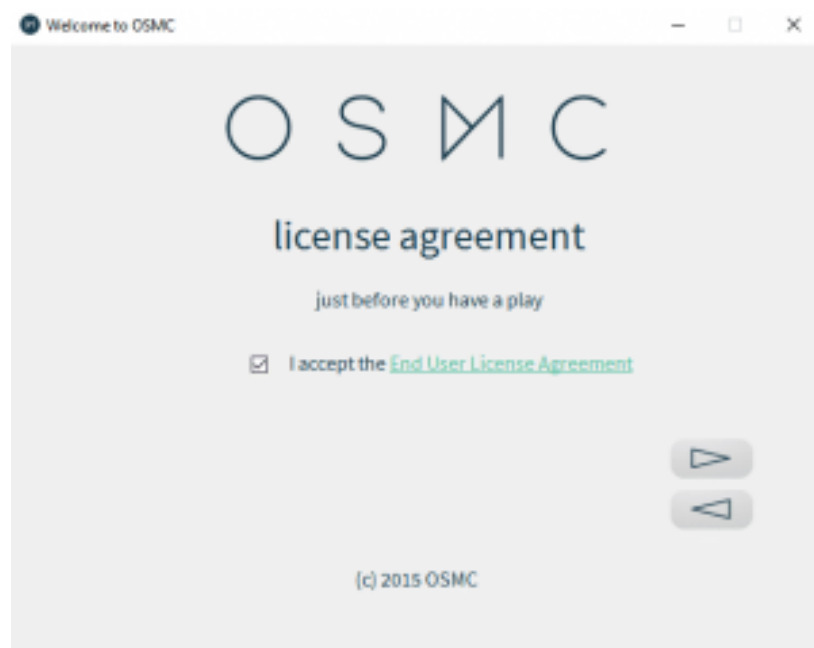 Welcome to OSMC
OSMC
license agreement
just before you have a play
I accept the End User License Agreement
(c) 2015 OSMC